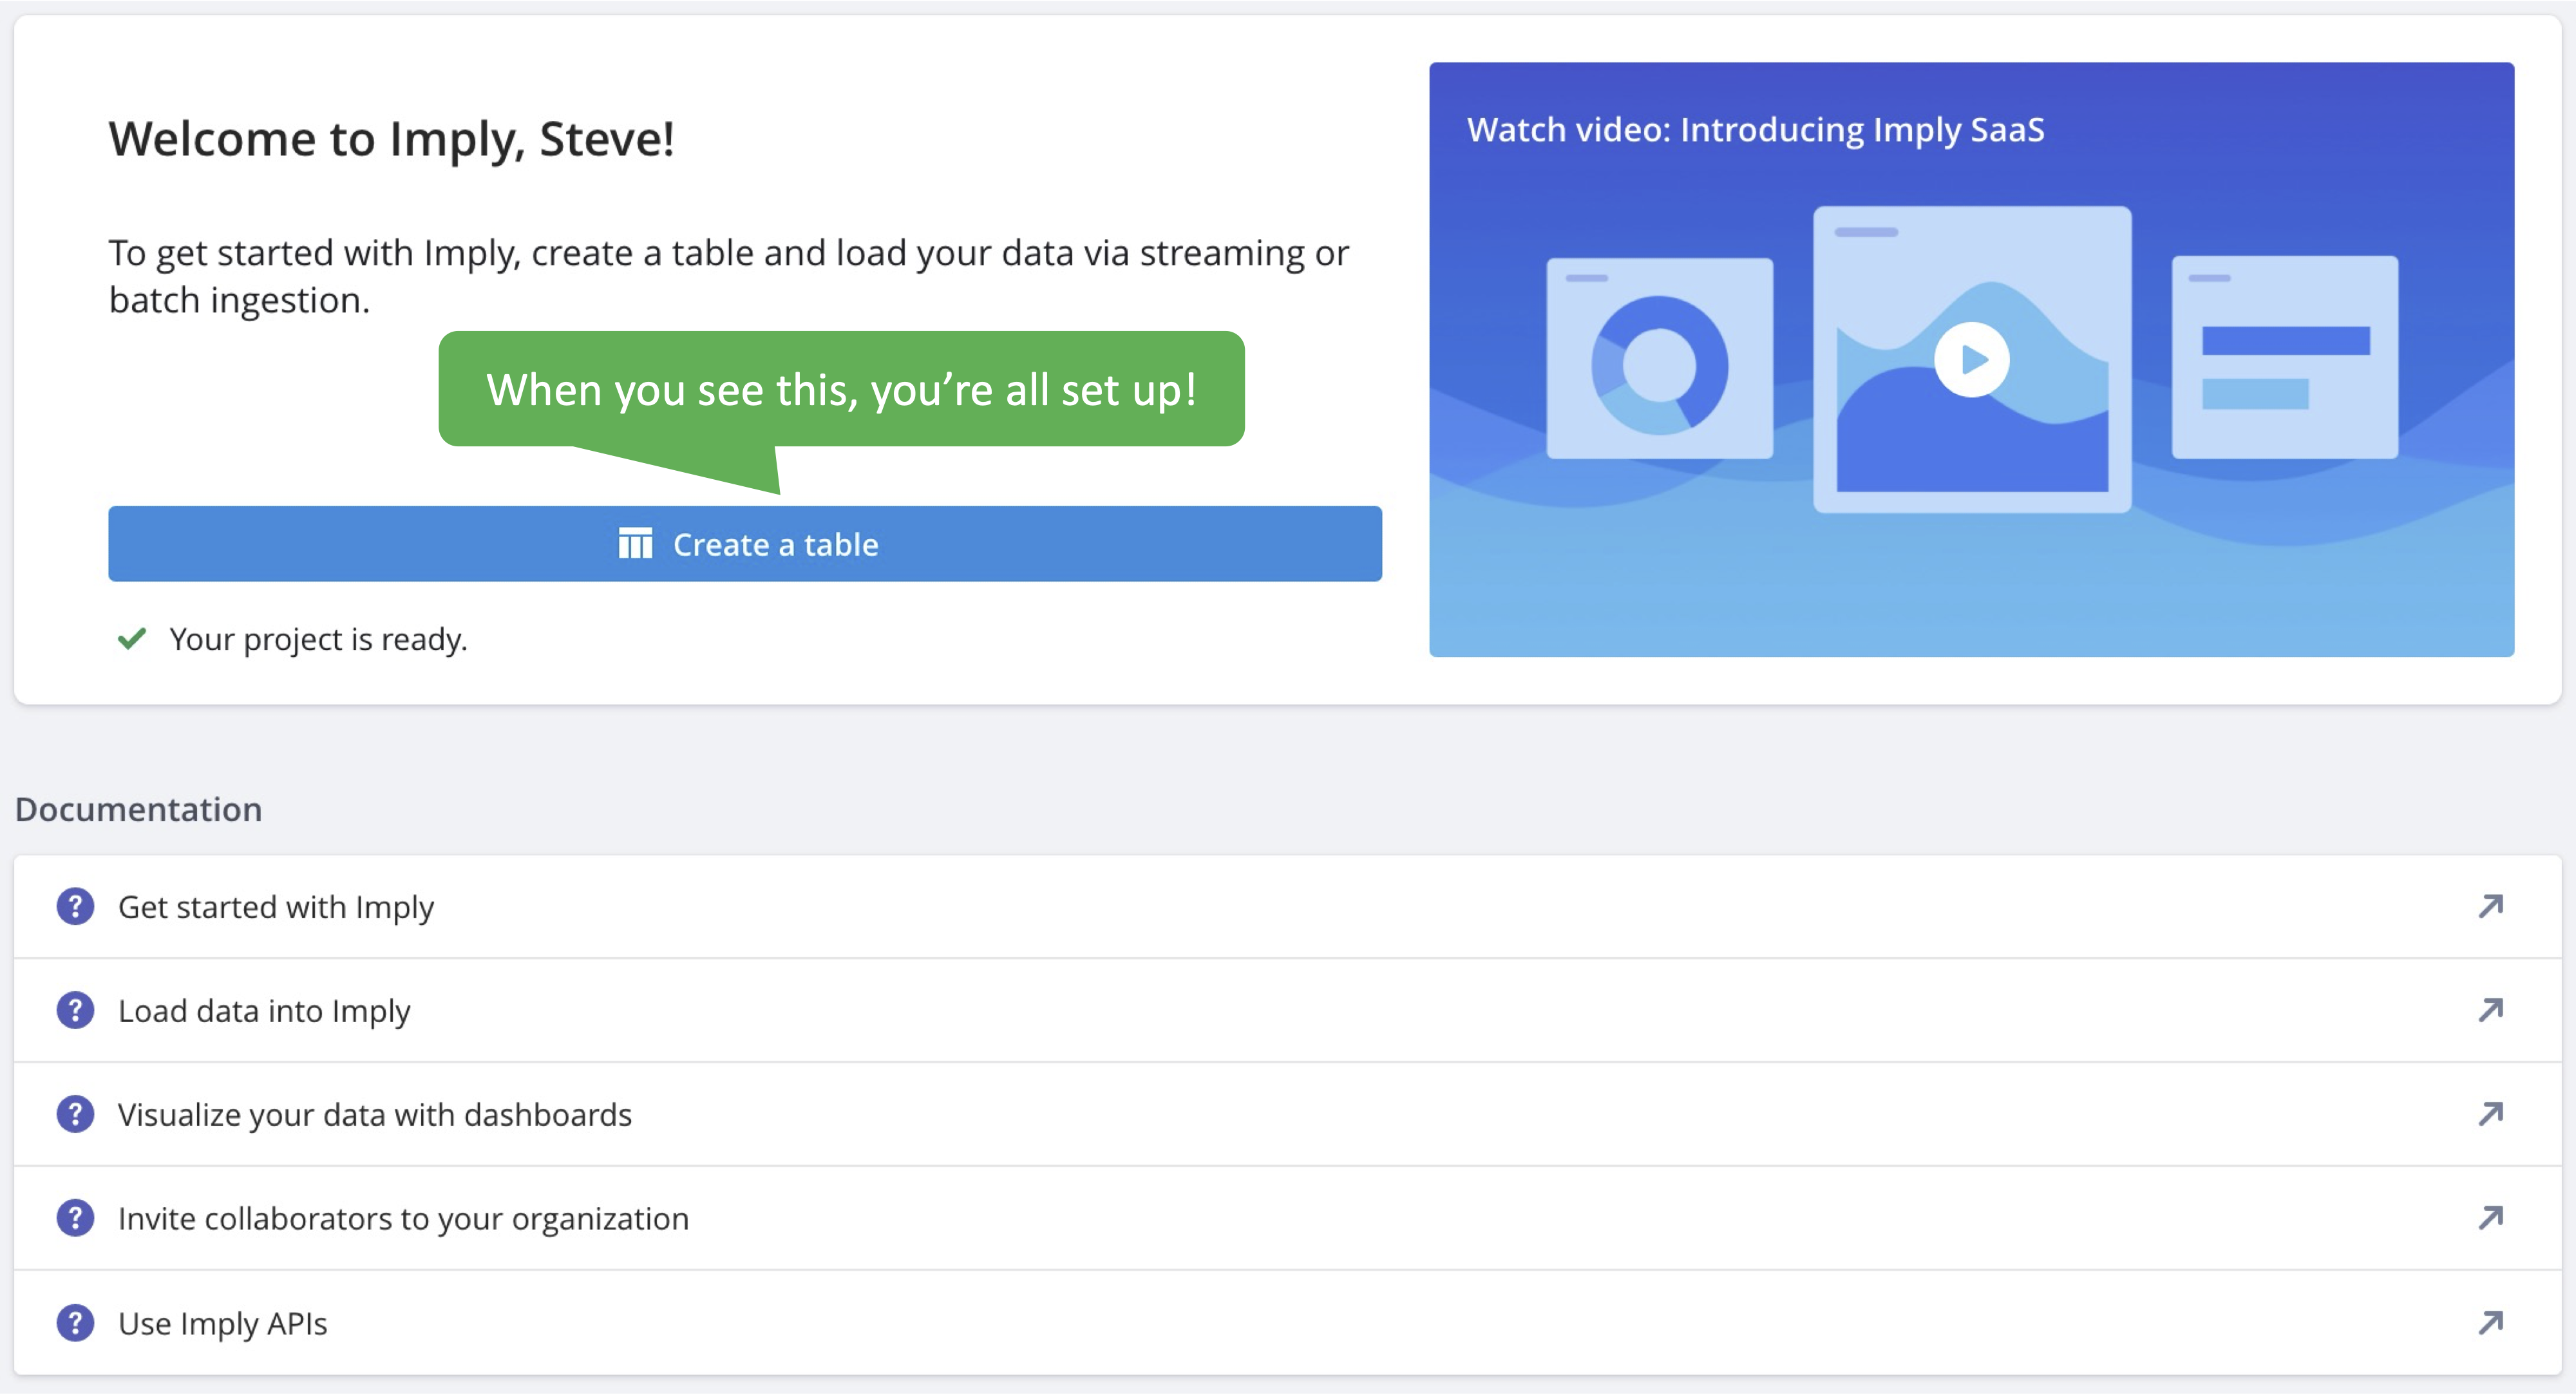 Welcome to Imply, Steve!
To get started with Imply, create a table and load your data via streaming or
batch ingestion.
When you see this, you’re all set up!
Create a table
Your project is ready.
Watch video: Introducing Imply SaaS
Documentation
Get started with Imply
Load data into Imply
Visualize your data with dashboards
Invite collaborators to your organization
Use Imply APIs